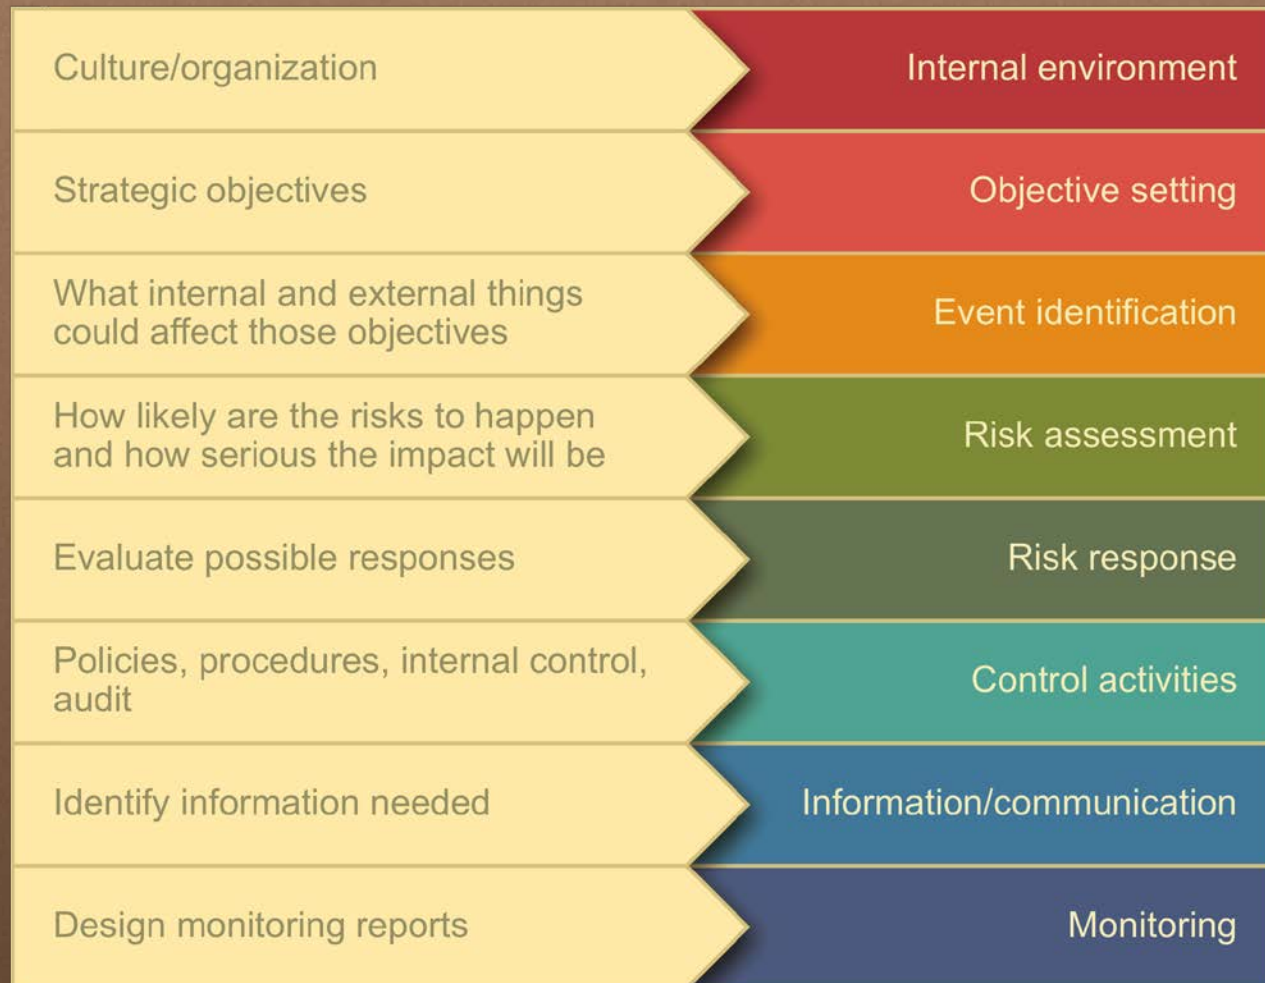 Culture/organization
Internal environment
Strategic objectives
Objective setting
What internal and external things
could affect those objectives
Event identification
How likely are the risks to happen
and how serious the impact will be
Risk assessment
Evaluate possible responses
Risk response
Policies, procedures, internal control,
audit
Control activities
Identify information needed
Information/communication
Design monitoring reports
Monitoring